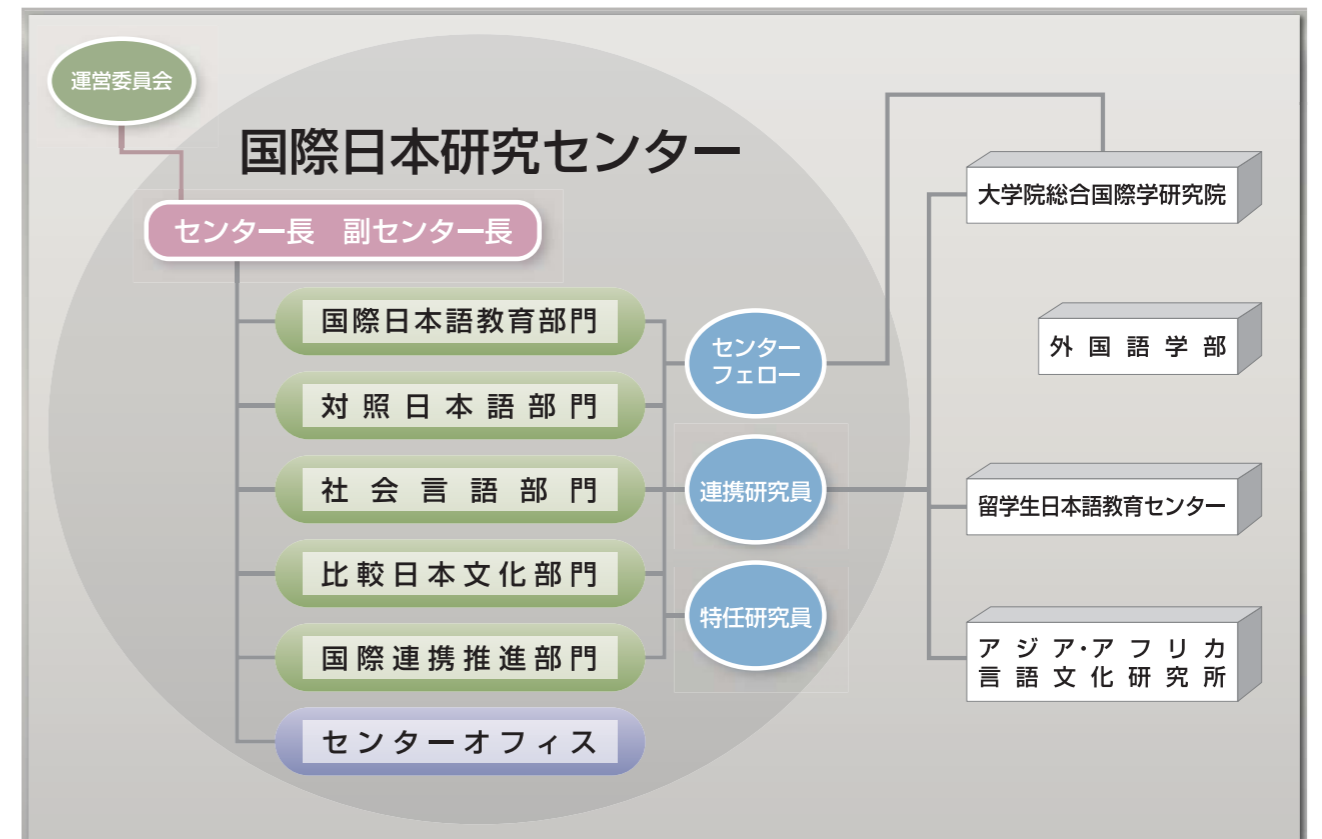 運営委員会
国際日本研究センター
センター長　副センター長
国際日本語教育部門
対照日本語部門
社会言語部門
比較日本文化部門
国際連携推進部門
センターオフィス
センター
フェロー
連携研究員
特任研究員
大学院総合国際学研究院
外国語学部
留学生日本語教育センター
アジア・アフリカ
言語文化研究所